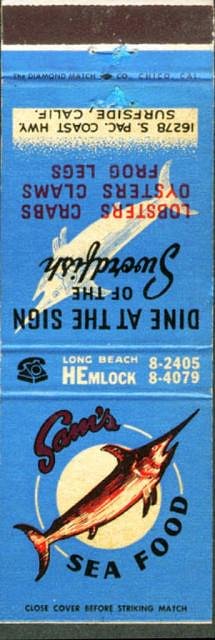 The DIAMOND MATCH CO. CHICO, CAL.
DINE AT THE SIGN
OF THE
Swordfish
LOBSTERS CRABS
OYSTERS CLAMS
FROG LEGS
16278 S. PAC. COAST HWY.
SURFSIDE, CALIF.
LONG BEACH 8-2405
HEMLOCK 8-4079
Sam's
SEA FOOD
CLOSE COVER BEFORE STRIKING MATCH